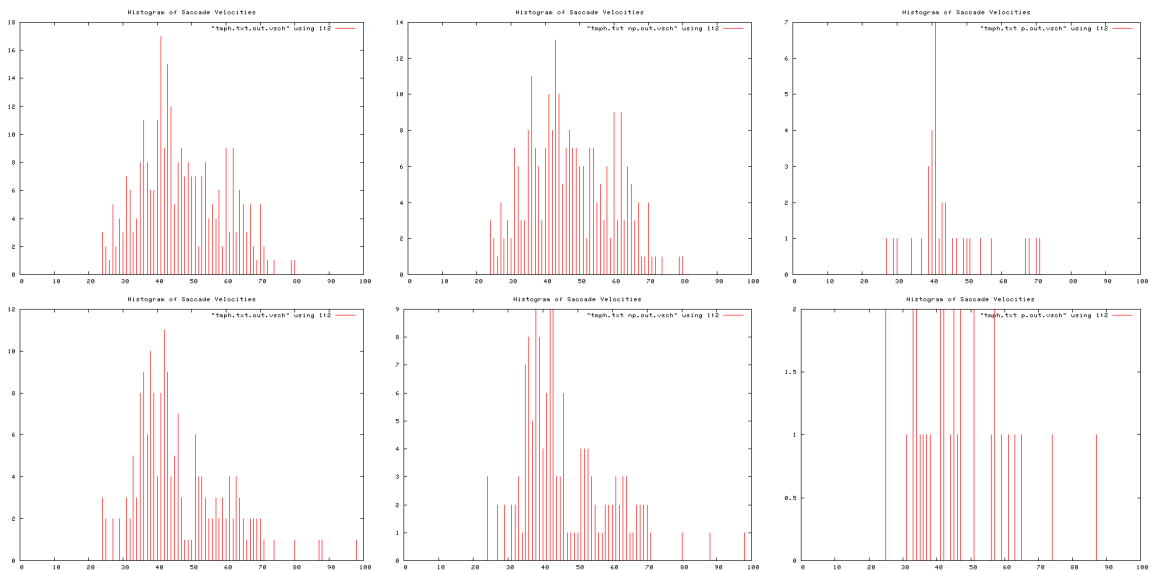 Histogram of Saccade Velocities
"tmph.txt.out.vsch" using 1:2
18
16
14
12
10
8
6
4
2
0
0 10 20 30 40 50 60 70 80 90 100
Histogram of Saccade Velocities
"tmph.txt np.out.vsch" using 1:2
14
12
10
8
6
4
2
0
0 10 20 30 40 50 60 70 80 90 100
Histogram of Saccade Velocities
"tmph.txt p.out.vsch" using 1:2
7
6
5
4
3
2
1
0
0 10 20 30 40 50 60 70 80 90 100
Histogram of Saccade Velocities
"tmph.txt.out.vsch" using 1:2
12
10
8
6
4
2
0
0 10 20 30 40 50 60 70 80 90 100
Histogram of Saccade Velocities
"tmph.txt np.out.vsch" using 1:2
9
8
7
6
5
4
3
2
1
0
0 10 20 30 40 50 60 70 80 90 100
Histogram of Saccade Velocities
"tmph.txt p.out.vsch" using 1:2
2
1.5
1
0.5
0
0 10 20 30 40 50 60 70 80 90 100